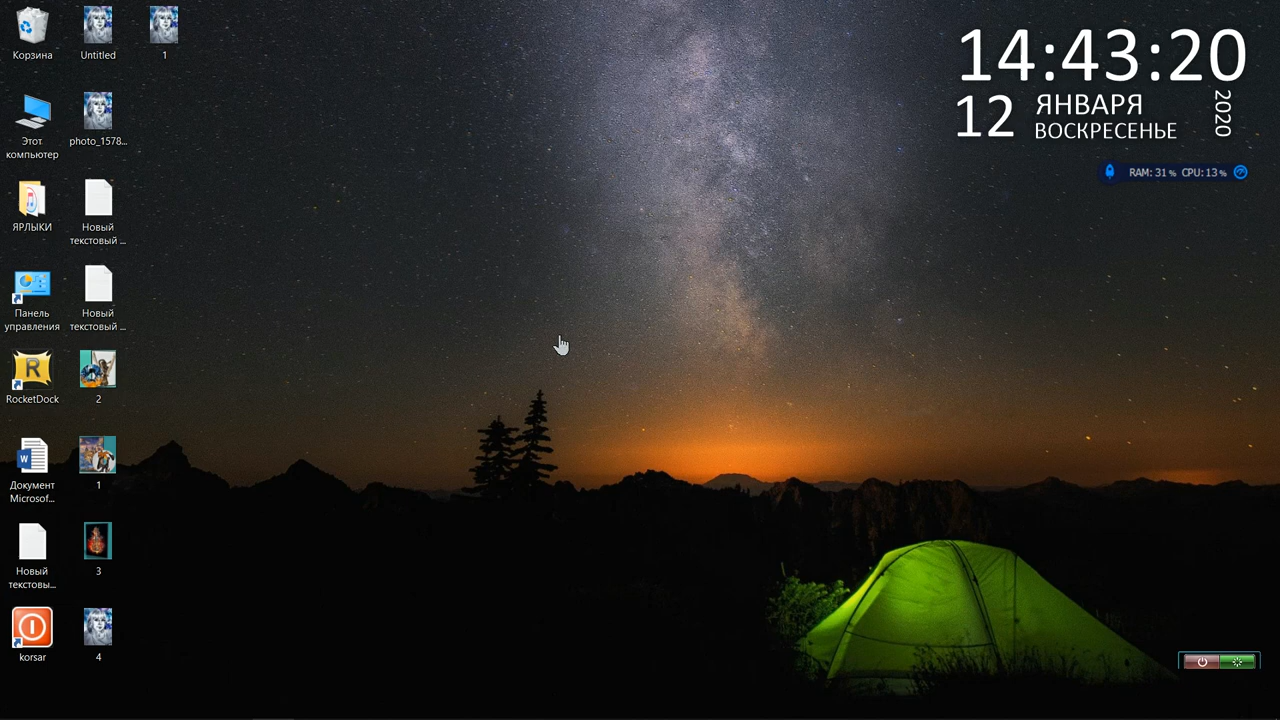 Корзина
Untitled
1
Этот
компьютер
photo_1578...
ЯРЛЫКИ
Новый
текстовый ...
Панель
управления
Новый
текстовый ...
RocketDock
2
Документ
Microsof...
1
Новый
текстовы...
3
korsar
4
14:43:20
12
ЯНВАРЯ
ВОСКРЕСЕНЬЕ
2020
RAM: 31 % CPU: 13 %